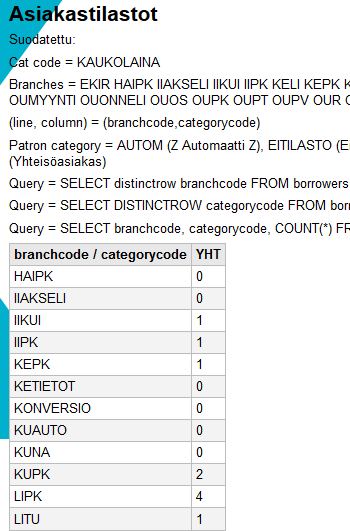 Asiakastilastot
Suodatettu:
Cat code = KAUKOLAINA
Branches = EKIR HAIPK IIAKSELI IIKUI IIPK KELI KEPK
OUMYYNTI OUONNELI OUOS OUPK OUPT OUPV OUR
(line, column) = (branchcode,categorycode)
Patron category = AUTOM (Z Automaatti Z), EITILASTO
(Yhteisöasiakas)
Query = SELECT distinctrow branchcode FROM borrowers
Query = SELECT DISTINCTROW categorycode FROM
Query = SELECT branchcode, categorycode, COUNT(*)
branchcode / categorycode YHT
HAIPK 0
IIAKSELI 0
IIKUI 1
IIPK 1
KEPK 1
KETIETOT 0
KONVERSIO 0
KUAUTO 0
KUNA 0
KUPK 2
LIPK 4
LITU 1